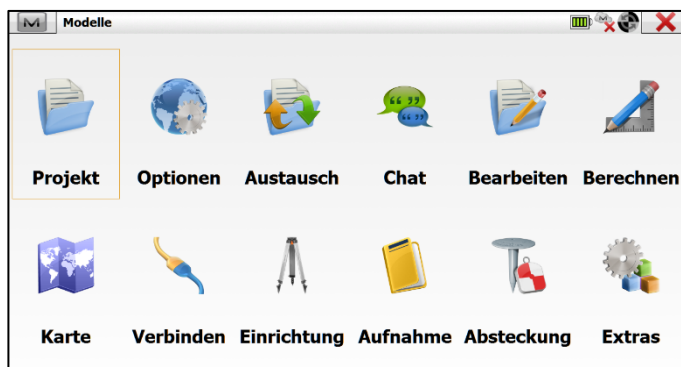 Modelle
Projekt Optionen Austausch Chat Bearbeiten Berechnen
Karte Verbinden Einrichtung Aufnahme Absteckung Extras